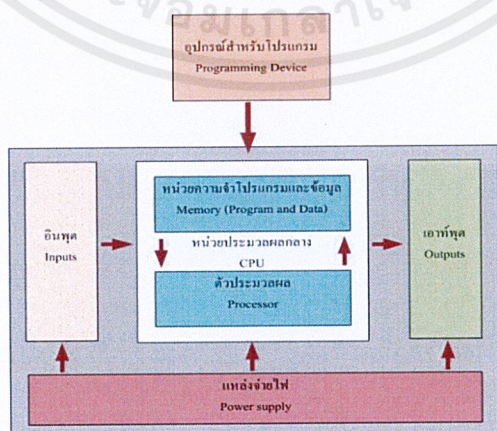 อุปกรณ์สำหรับโปรแกรม
Programming Device
หน่วยความจำโปรแกรมและข้อมูล
Memory (Program and Data)
อินพุต
Inputs
หน่วยประมวลผลกลาง
CPU
เอาท์พุต
Outputs
ตัวประมวลผล
Processor
แหล่งจ่ายไฟ
Power supply